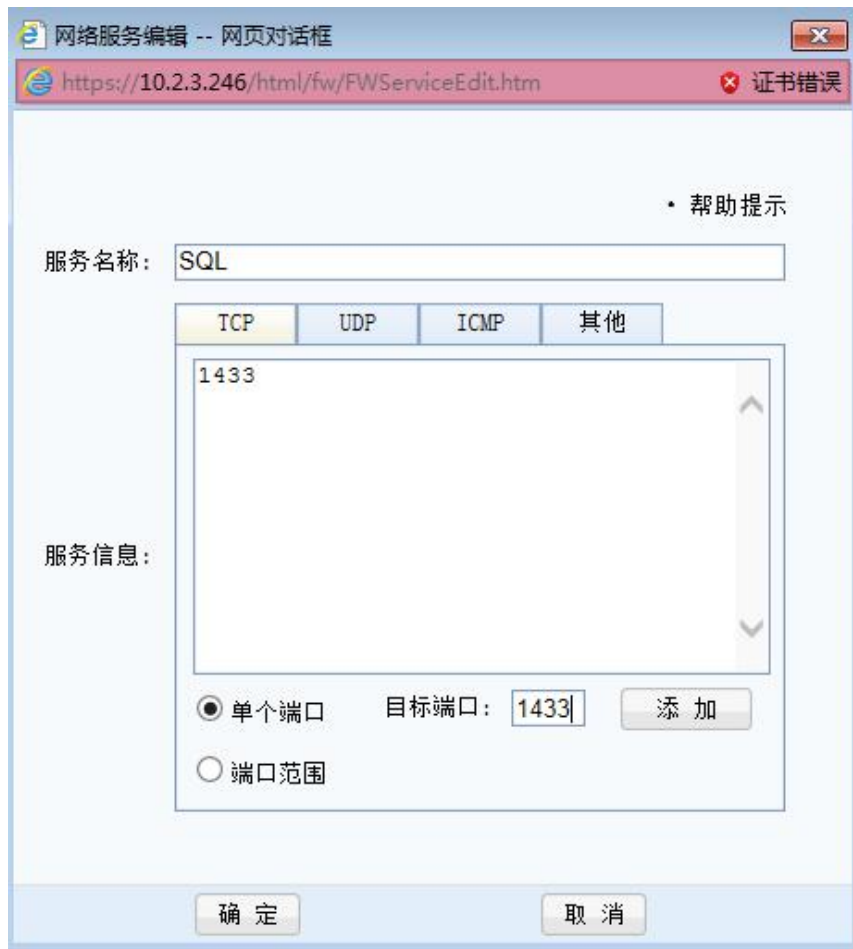 网络服务编辑 -- 网页对话框
https://10.2.3.246/html/fw/FWServiceEdit.htm 证书错误
• 帮助提示
服务名称： SQL
TCP UDP ICMP 其他
1433
服务信息：
单个端口 目标端口： 1433 添 加
端口范围
确 定 取 消